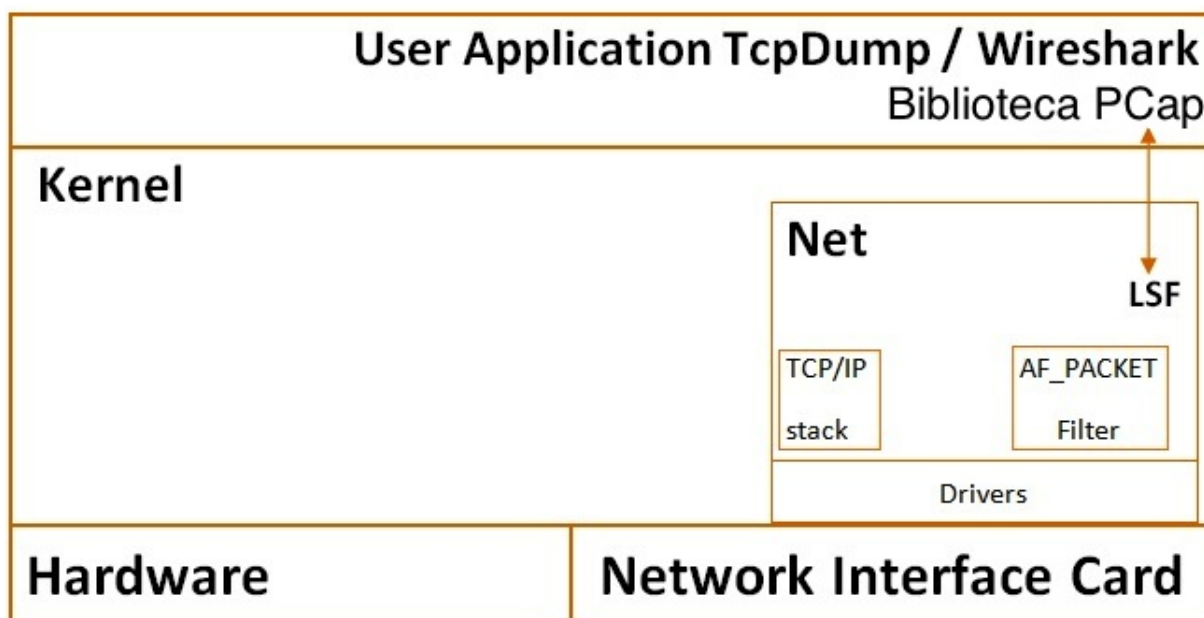 User Application TcpDump / Wireshark
Biblioteca PCap
Kernel
Net
LSF
TCP/IP
stack
AF_PACKET
Filter
Drivers
Hardware
Network Interface Card